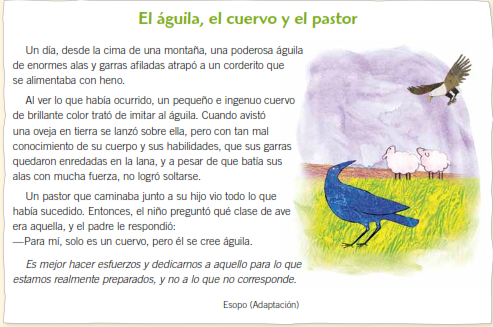 El águila, el cuervo y el pastor
Un día, desde la cima de una montaña, una poderosa águila
de enormes alas y garras afiladas atrapó a un corderito que
se alimentaba con heno.
Al ver lo que había ocurrido, un pequeño e ingenuo cuervo
de brillante color trató de imitar al águila. Cuando avistó
una oveja en tierra se lanzó sobre ella, pero con tan mal
conocimiento de su cuerpo y sus habilidades, que sus garras
quedaron enredadas en la lana, y a pesar de que batía sus
alas con mucha fuerza, no logró soltarse.
Un pastor que caminaba junto a su hijo vio todo lo que
había sucedido. Entonces, el niño preguntó qué clase de ave
era aquella, y el padre le respondió:
—Para mí, solo es un cuervo, pero él se cree águila.
Es mejor hacer esfuerzos y dedicarnos a aquello para lo que
estamos realmente preparados, y no a lo que no corresponde.
Esopo (Adaptación)